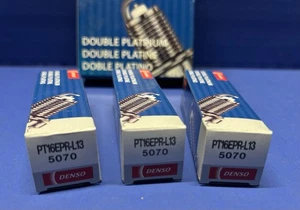 DOUBLE PLATINUM
DOUBLE PLATINE
DOBLE PLATINO
PT16EPR-L13
5070
DENSO
PT16EPR-L13
5070
DENSO
PT16EPR-L13
5070
DENSO